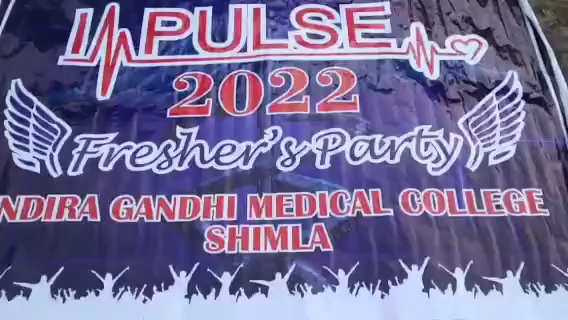 IMPULSE
2022
Fresher's Party
NDIRA GANDHI MEDICAL COLLEGE
SHIMLA